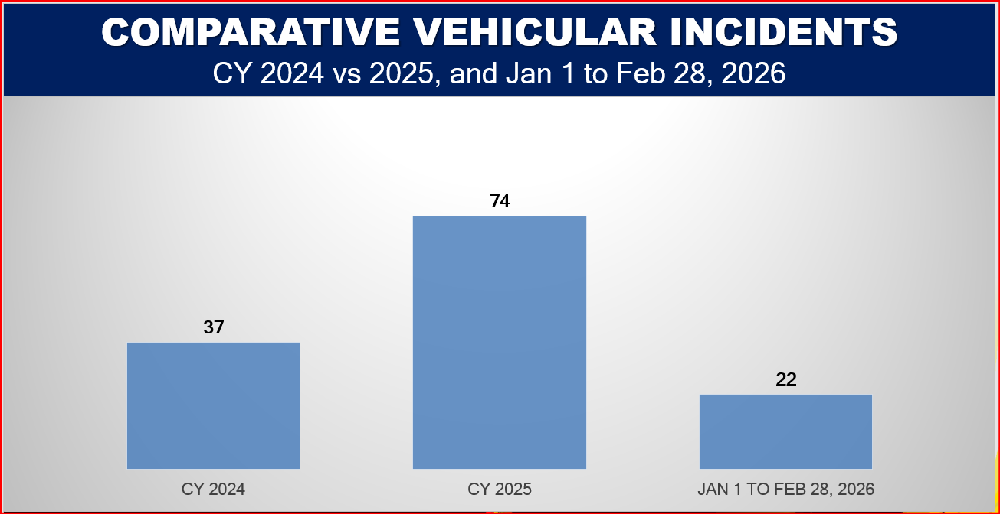 COMPARATIVE VEHICULAR INCIDENTS
CY 2024 vs 2025, and Jan 1 to Feb 28, 2026
74
37
22
CY 2024
CY 2025
JAN 1 TO FEB 28, 2026